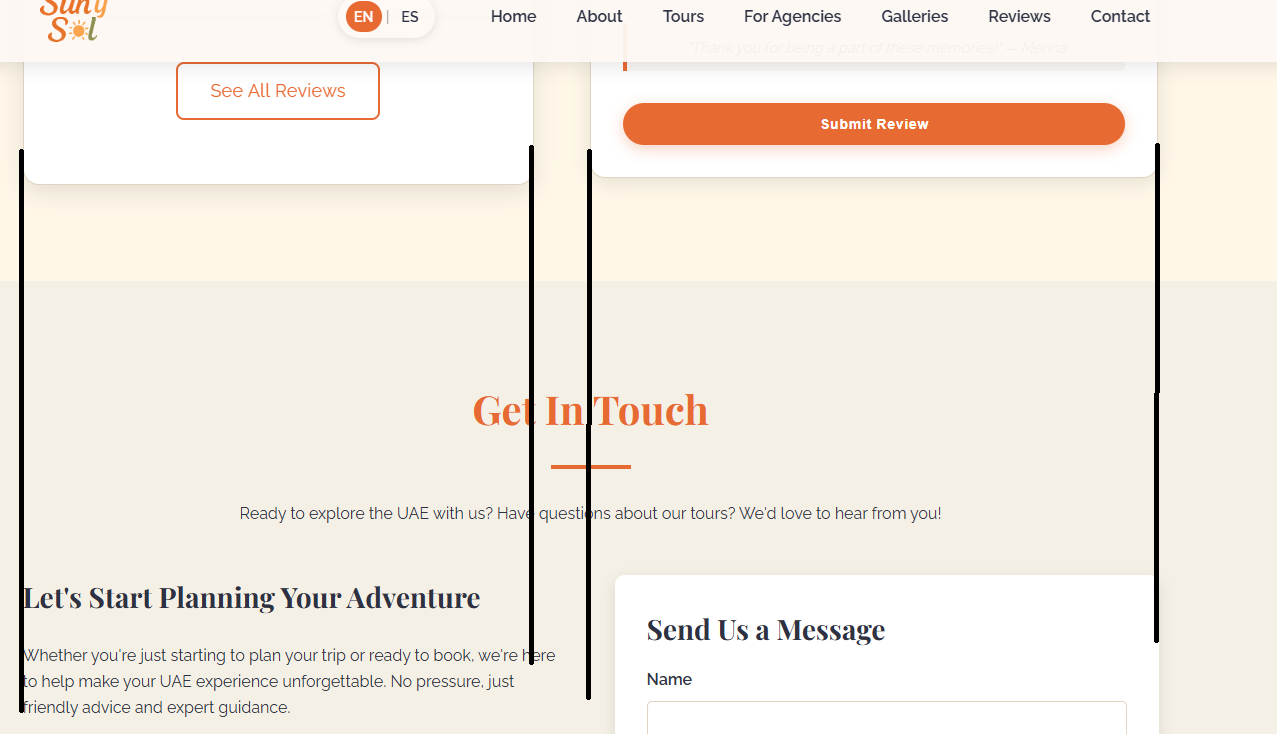 Suny
Sol
EN | ES
Home
About
Tours
For Agencies
Galleries
Reviews
Contact
"Thank you for being a part of these memories!" — Merina
See All Reviews
Submit Review
Get In Touch
Ready to explore the UAE with us? Have questions about our tours? We'd love to hear from you!
Let's Start Planning Your Adventure
Whether you're just starting to plan your trip or ready to book, we're here
to help make your UAE experience unforgettable. No pressure, just
friendly advice and expert guidance.
Send Us a Message
Name